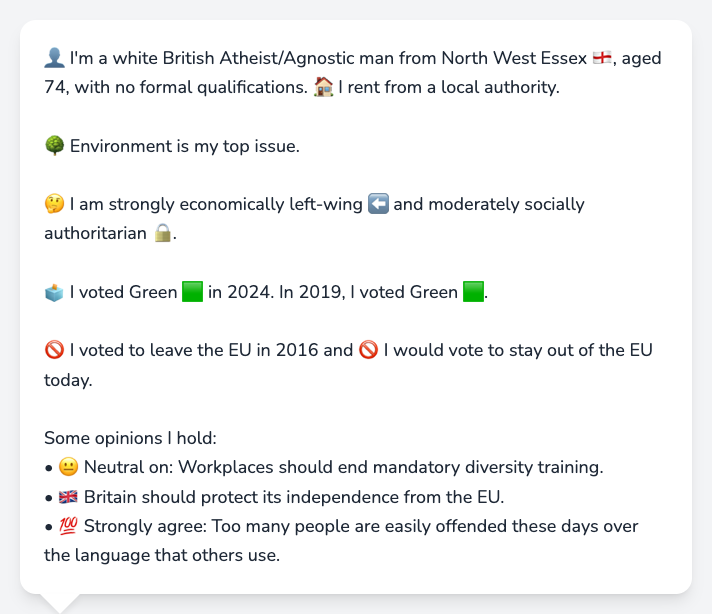 👤 I'm a white British Atheist/Agnostic man from North West Essex 🏴󠁧󠁢󠁥󠁮󠁧󠁿, aged
74, with no formal qualifications. 🏠 I rent from a local authority.
🌳 Environment is my top issue.
🤔 I am strongly economically left-wing ⬅️ and moderately socially
authoritarian 🔒.
🗳️ I voted Green 🟩 in 2024. In 2019, I voted Green 🟩.
🚫 I voted to leave the EU in 2016 and 🚫 I would vote to stay out of the EU
today.
Some opinions I hold:
• 😐 Neutral on: Workplaces should end mandatory diversity training.
• 🇬🇧 Britain should protect its independence from the EU.
• 💯 Strongly agree: Too many people are easily offended these days over
the language that others use.